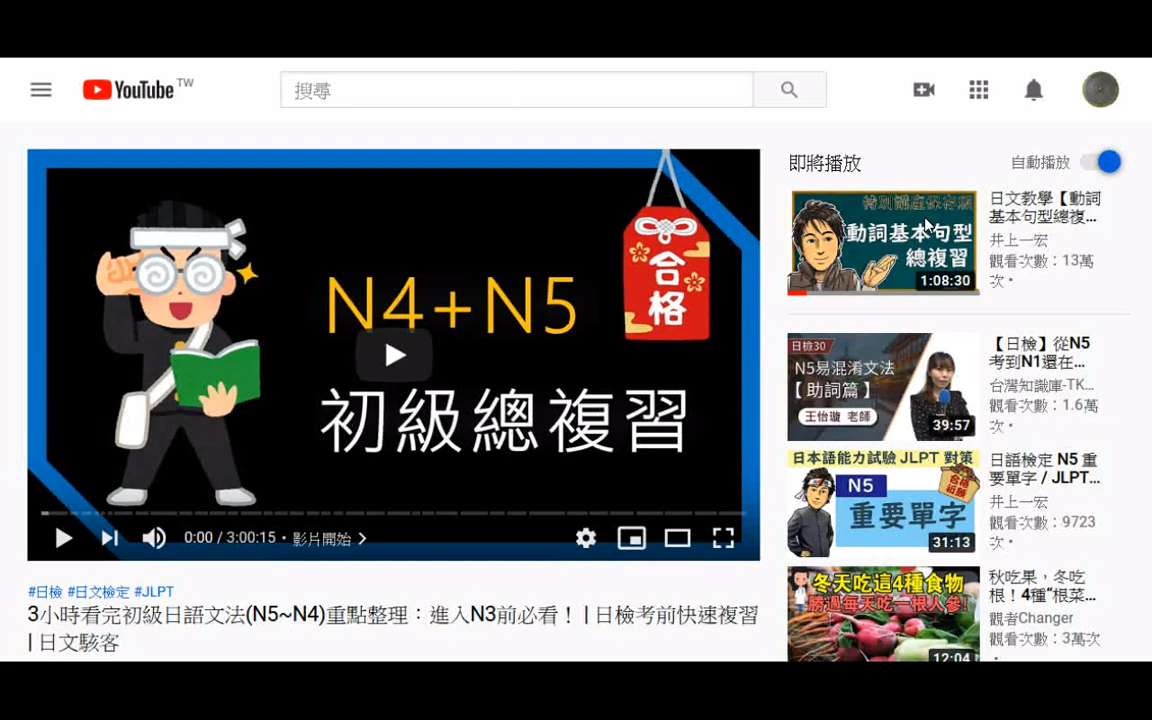 YouTube TW
搜尋
N4+N5
初級總複習
合格
0:00 / 3:00:15 • 影片開始
#日檢 #日文檢定 #JLPT
3小時看完初級日語文法(N5~N4)重點整理：進入N3前必看！ | 日檢考前快速複習
| 日文駭客
即將播放
自動播放
特別講座保存版
動詞基本句型
總複習
1:08:30
日文教學【動詞
基本句型總複...
井上一宏
觀看次數：13萬
次 •
日檢30
N5易混淆文法
【助詞篇】
王怡璇 老師
39:57
【日檢】從N5
考到N1還在...
台灣知識庫-TK...
觀看次數：1.6萬
次 •
日本語能力試驗 JLPT 對策
N5
合格祈願
重要單字
31:13
日語檢定 N5 重
要單字 / JLPT...
井上一宏
觀看次數：9723
次 •
冬天吃這4種食物
勝過每天吃一根人參!
12:04
秋吃果，冬吃
根！4種“根菜...
觀者Changer
觀看次數：3萬次